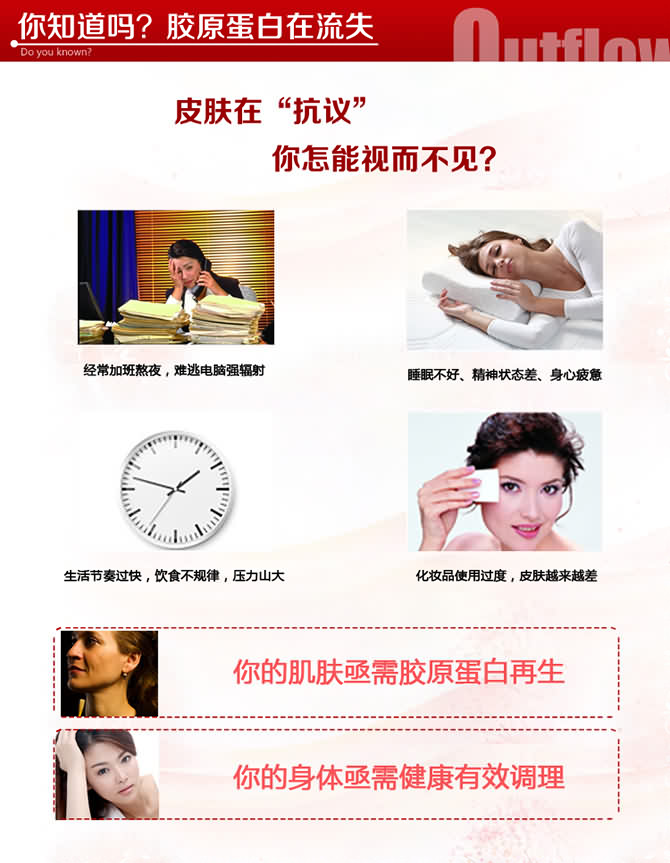 你知道吗？胶原蛋白在流失
Do you known?
Outflow
皮肤在“抗议”
你怎能视而不见？
经常加班熬夜，难逃电脑强辐射
睡眠不好、精神状态差、身心疲惫
生活节奏过快，饮食不规律，压力山大
化妆品使用过度，皮肤越来越差
你的肌肤亟需胶原蛋白再生
你的身体亟需健康有效调理